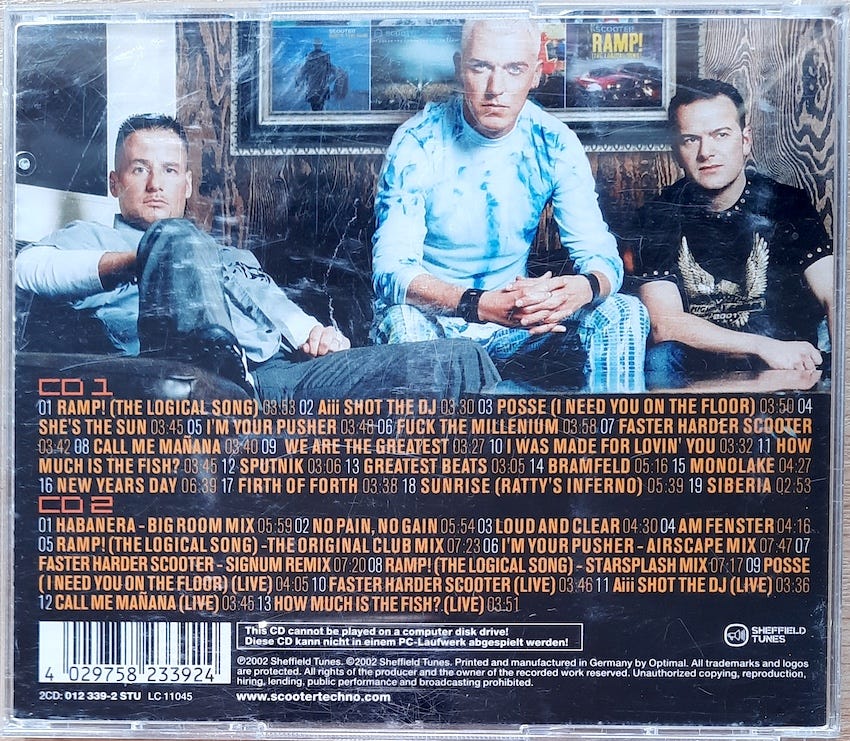 SCOOTER
SCOOTER
SCOOTER
RAMP!
(THE LOGICAL SONG)
CD 1
01 RAMP! (THE LOGICAL SONG) 03:53 02 Aiii SHOT THE DJ 03:30 03 POSSE (I NEED YOU ON THE FLOOR) 03:50 04
SHE'S THE SUN 03:45 05 I'M YOUR PUSHER 03:48 06 FUCK THE MILLENIUM 03:58 07 FASTER HARDER SCOOTER
03:42 08 CALL ME MAÑANA 03:40 09 WE ARE THE GREATEST 03:27 10 I WAS MADE FOR LOVIN' YOU 03:32 11 HOW
MUCH IS THE FISH? 03:45 12 SPUTNIK 03:06 13 GREATEST BEATS 03:05 14 BRAMFELD 05:16 15 MONOLAKE 04:27
16 NEW YEARS DAY 06:39 17 FIRTH OF FORTH 03:38 18 SUNRISE (RATTY'S INFERNO) 05:39 19 SIBERIA 02:53
CD 2
01 HABANERA - BIG ROOM MIX 05:59 02 NO PAIN, NO GAIN 05:54 03 LOUD AND CLEAR 04:30 04 AM FENSTER 04:16
05 RAMP! (THE LOGICAL SONG) -THE ORIGINAL CLUB MIX 07:23 06 I'M YOUR PUSHER - AIRSCAPE MIX 07:47 07
FASTER HARDER SCOOTER - SIGNUM REMIX 07:20 08 RAMP! (THE LOGICAL SONG) - STARSPLASH MIX 07:17 09 POSSE
(I NEED YOU ON THE FLOOR) (LIVE) 04:05 10 FASTER HARDER SCOOTER (LIVE) 03:46 11 Aiii SHOT THE DJ (LIVE) 03:36
12 CALL ME MAÑANA (LIVE) 03:45 13 HOW MUCH IS THE FISH? (LIVE) 03:51
This CD cannot be played on a computer disk drive!
Diese CD kann nicht in einem PC-Laufwerk abgespielt werden!
SHEFFIELD
TUNES
4 029758 233924
2CD: 012 339-2 STU LC 11045
℗2002 Sheffield Tunes. ©2002 Sheffield Tunes. Printed and manufactured in Germany by Optimal. All trademarks and logos
are protected. All rights of the producer and the owner of the recorded work reserved. Unauthorized copying, reproduction,
hiring, lending, public performance and broadcasting prohibited.
www.scootertechno.com